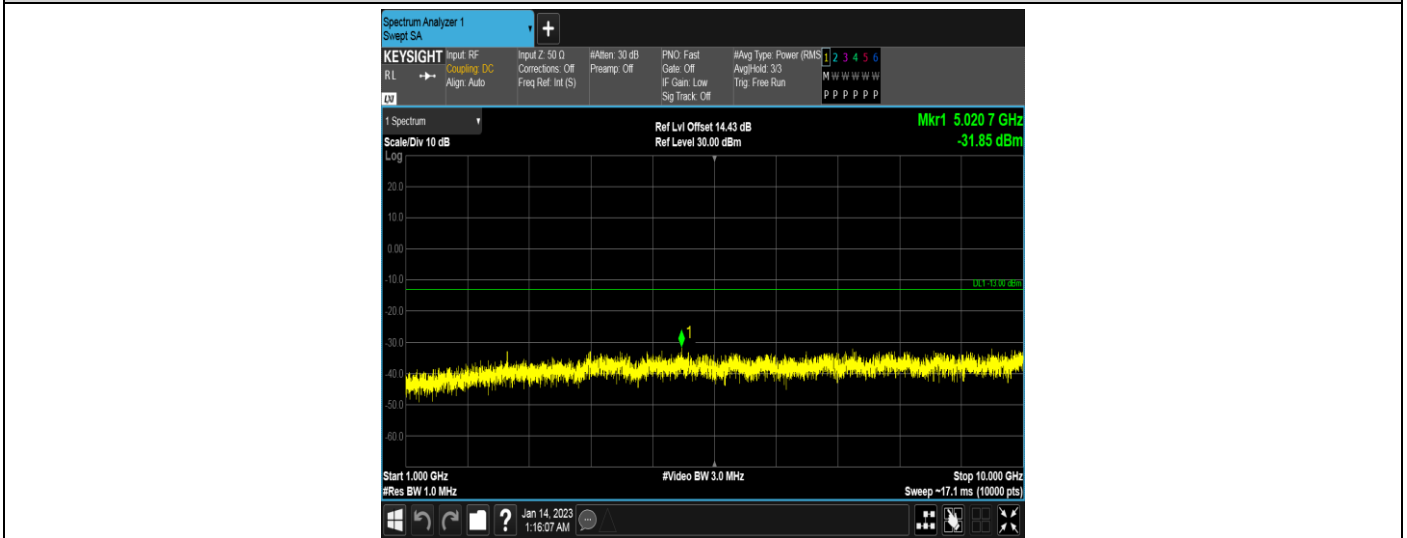 Spectrum Analyzer 1
Swept SA
+
KEYSIGHT
RL
LXI
Input: RF
Coupling: DC
Align: Auto
Input Z: 50 Ω
Corrections: Off
Freq Ref: Int (S)
#Atten: 30 dB
Preamp: Off
PNO: Fast
Gate: Off
IF Gain: Low
Sig Track: Off
#Avg Type: Power (RMS
Avg|Hold: 3/3
Trig: Free Run
1 2 3 4 5 6
M W W W W W
P P P P P P
1 Spectrum
Scale/Div 10 dB
Ref Lvl Offset 14.43 dB
Ref Level 30.00 dBm
Mkr1 5.020 7 GHz
-31.85 dBm
Log
20.0
10.0
0.00
-10.0
DL1 -13.00 dBm
-20.0
1
-30.0
-40.0
-50.0
-60.0
Start 1.000 GHz
#Video BW 3.0 MHz
Stop 10.000 GHz
#Res BW 1.0 MHz
Sweep ~17.1 ms (10000 pts)
?
Jan 14, 2023
1:16:07 AM